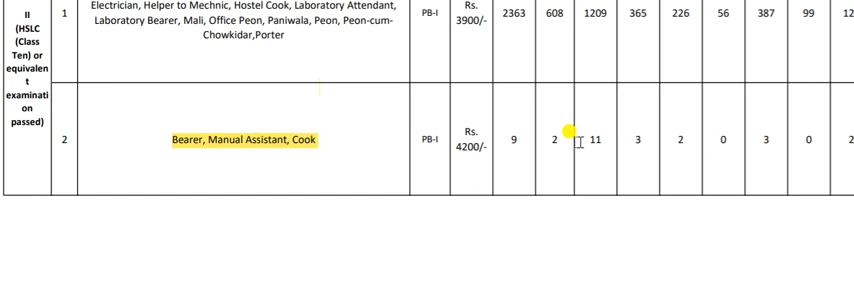 II
(HSLC
(Class
Ten) or
equivalen
t
examinati
on
passed)
1
Electrician, Helper to Mechnic, Hostel Cook, Laboratory Attendant,
Laboratory Bearer, Mali, Office Peon, Paniwala, Peon, Peon-cum-
Chowkidar,Porter
PB-I
Rs.
3900/-
2363 608 1209 365 226 56 387 99 12
2
Bearer, Manual Assistant, Cook
PB-I
Rs.
4200/-
9 2 11 3 2 0 3 0 2